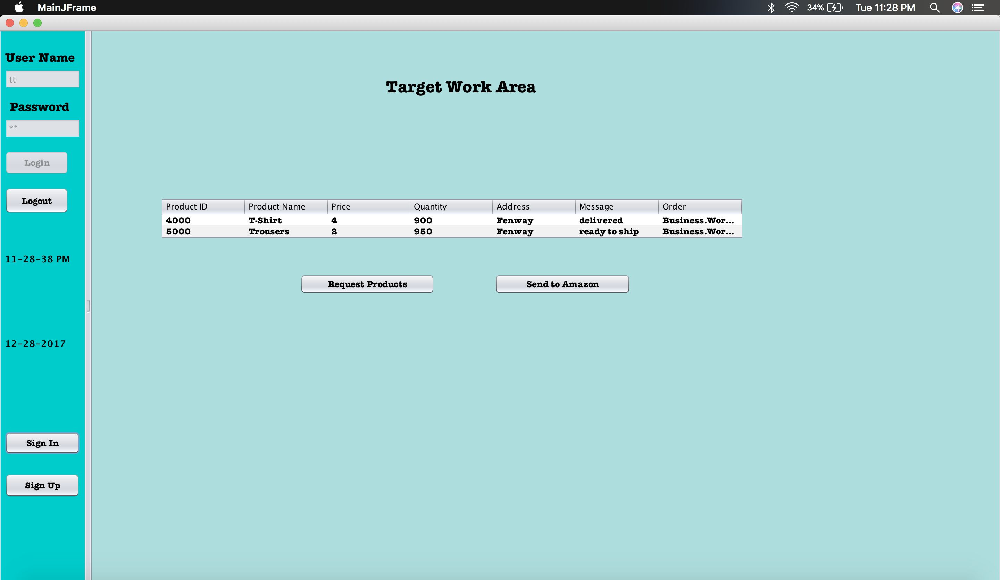 MainJFrame 34% Tue 11:28 PM
User Name
tt
Password
**
Login
Logout
11-28-38 PM
12-28-2017
Sign In
Sign Up
Target Work Area
Product ID Product Name Price Quantity Address Message Order
4000 T-Shirt 4 900 Fenway delivered Business.Wor...
5000 Trousers 2 950 Fenway ready to ship Business.Wor...
Request Products Send to Amazon